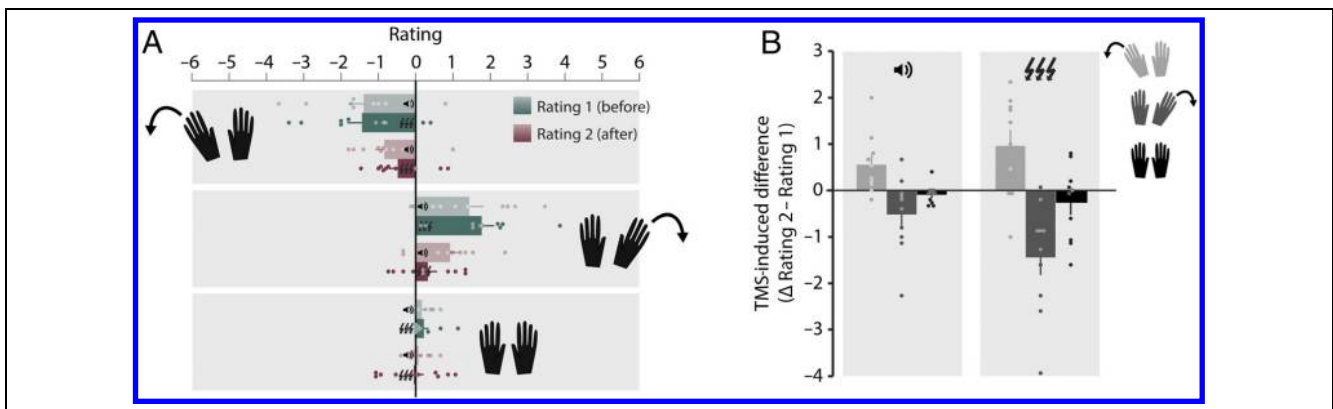 A
Rating
−6 −5 −4 −3 −2 −1 0 1 2 3 4 5 6
Rating 1 (before)
Rating 2 (after)
B
TMS-induced difference
(Δ Rating 2 – Rating 1)
3
2
1
0
−1
−2
−3
−4